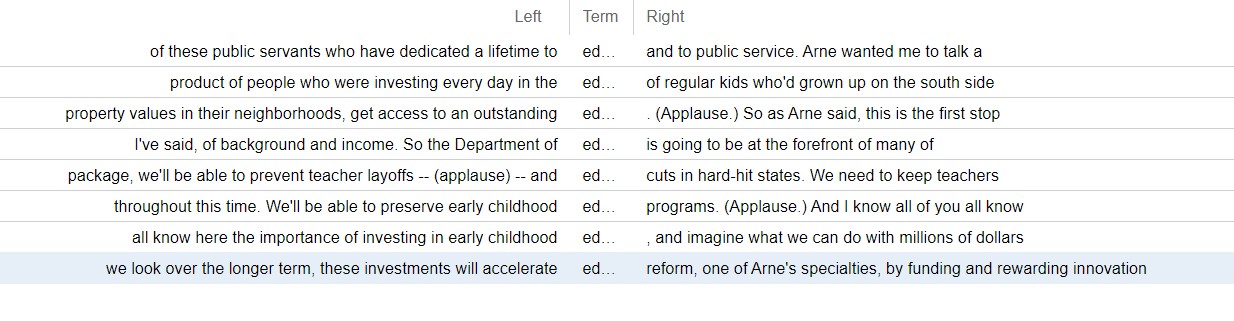 Left Term Right
of these public servants who have dedicated a lifetime to ed... and to public service. Arne wanted me to talk a
product of people who were investing every day in the ed... of regular kids who'd grown up on the south side
property values in their neighborhoods, get access to an outstanding ed... . (Applause.) So as Arne said, this is the first stop
I've said, of background and income. So the Department of ed... is going to be at the forefront of many of
package, we'll be able to prevent teacher layoffs -- (applause) -- and ed... cuts in hard-hit states. We need to keep teachers
throughout this time. We'll be able to preserve early childhood ed... programs. (Applause.) And I know all of you all know
all know here the importance of investing in early childhood ed... , and imagine what we can do with millions of dollars
we look over the longer term, these investments will accelerate ed... reform, one of Arne's specialties, by funding and rewarding innovation